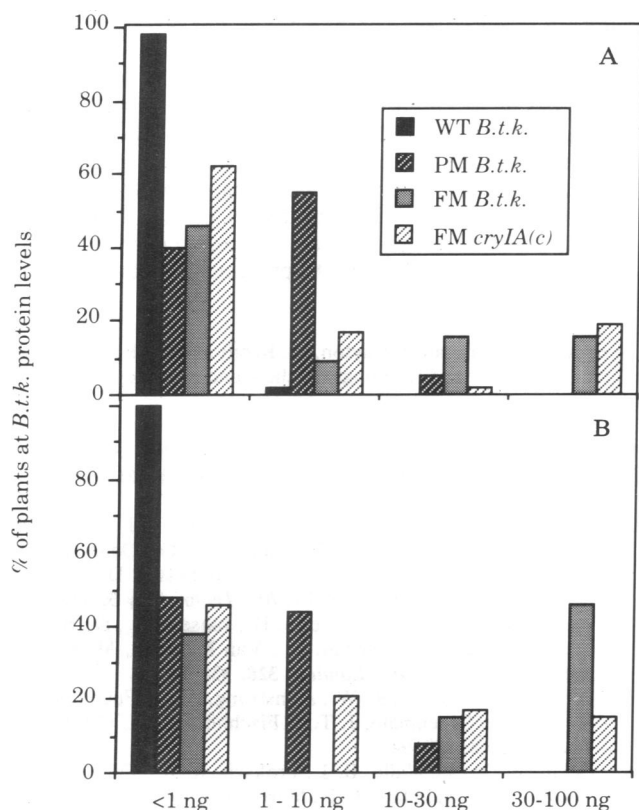 100
A
80
60
40
20
0
WT B.t.k.
PM B.t.k.
FM B.t.k.
FM cryIA(c)
% of plants at B.t.k. protein levels
B
80
60
40
20
0
<1 ng
1 - 10 ng
10-30 ng
30-100 ng